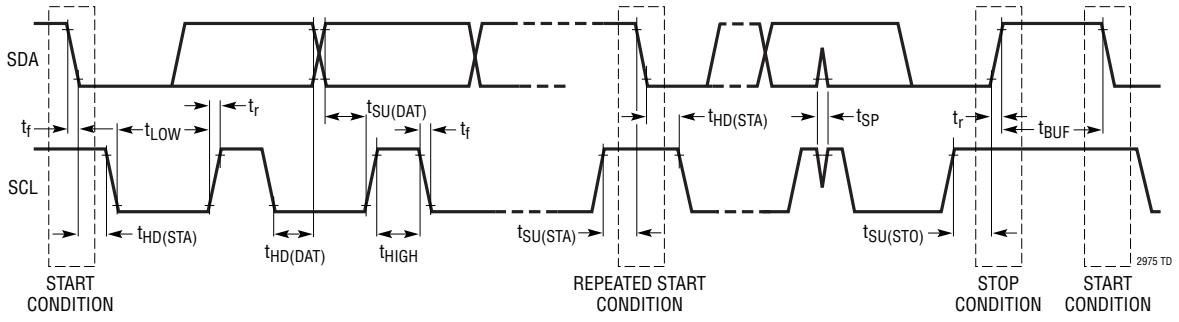 SDA
tf
tLOW
tr
tSU(DAT)
tf
tHD(STA)
tSP
tr
tBUF
SCL
tHD(STA)
tHD(DAT)
tHIGH
tSU(STA)
tSU(STO)
2975 TD
START
CONDITION
REPEATED START
CONDITION
STOP
CONDITION
START
CONDITION